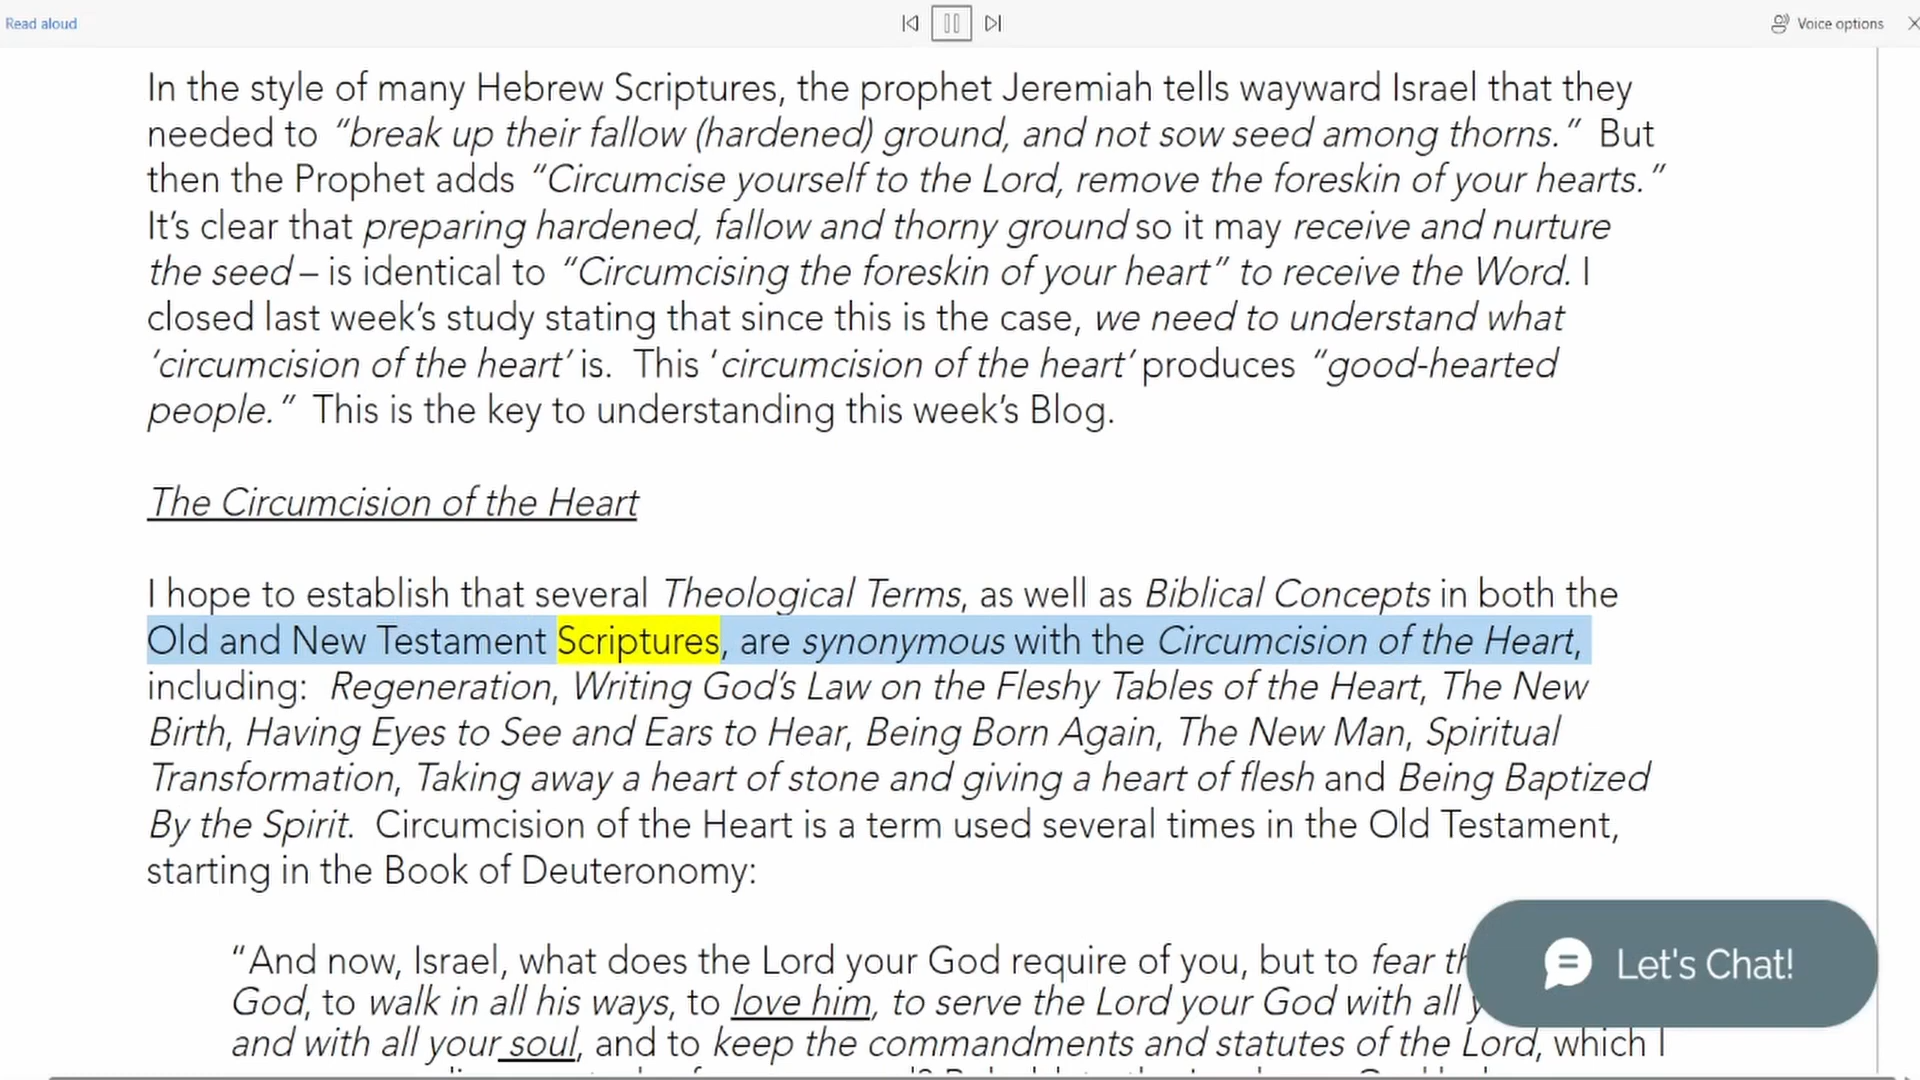 Read aloud
Voice options
In the style of many Hebrew Scriptures, the prophet Jeremiah tells wayward Israel that they
needed to “break up their fallow (hardened) ground, and not sow seed among thorns.” But
then the Prophet adds “Circumcise yourself to the Lord, remove the foreskin of your hearts.”
It’s clear that preparing hardened, fallow and thorny ground so it may receive and nurture
the seed – is identical to “Circumcising the foreskin of your heart” to receive the Word. I
closed last week’s study stating that since this is the case, we need to understand what
‘circumcision of the heart’ is. This ‘circumcision of the heart’ produces “good-hearted
people.” This is the key to understanding this week’s Blog.
The Circumcision of the Heart
I hope to establish that several Theological Terms, as well as Biblical Concepts in both the
Old and New Testament Scriptures, are synonymous with the Circumcision of the Heart,
including: Regeneration, Writing God’s Law on the Fleshy Tables of the Heart, The New
Birth, Having Eyes to See and Ears to Hear, Being Born Again, The New Man, Spiritual
Transformation, Taking away a heart of stone and giving a heart of flesh and Being Baptized
By the Spirit. Circumcision of the Heart is a term used several times in the Old Testament,
starting in the Book of Deuteronomy:
“And now, Israel, what does the Lord your God require of you, but to fear
God, to walk in all his ways, to love him, to serve the Lord your God with all
and with all your soul, and to keep the commandments and statutes of the Lord, which I
Let's Chat!